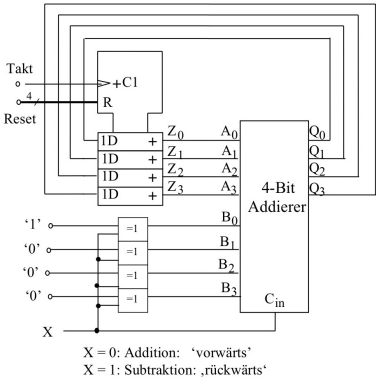 Takt
+C1
4
R
Reset
1D + Z0 A0 Q0
1D + Z1 A1 Q1
1D + Z2 A2 Q2
1D + Z3 A3 Q3
4-Bit
Addierer
'1' =1 B0
'0' =1 B1
'0' =1 B2
'0' =1 B3
Cin
X
X = 0: Addition: 'vorwärts'
X = 1: Subtraktion: ‚rückwärts'